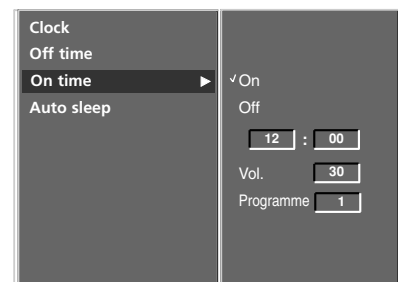 Clock
Off time
On time ▶
Auto sleep
✓On
Off
12 : 00
Vol. 30
Programme 1